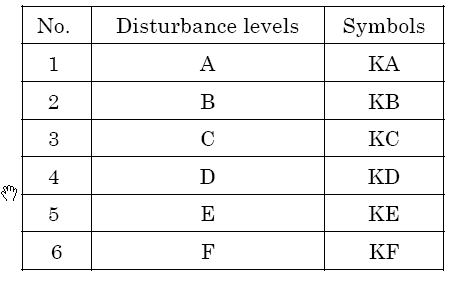 No. Disturbance levels Symbols
1 A KA
2 B KB
3 C KC
4 D KD
5 E KE
6 F KF